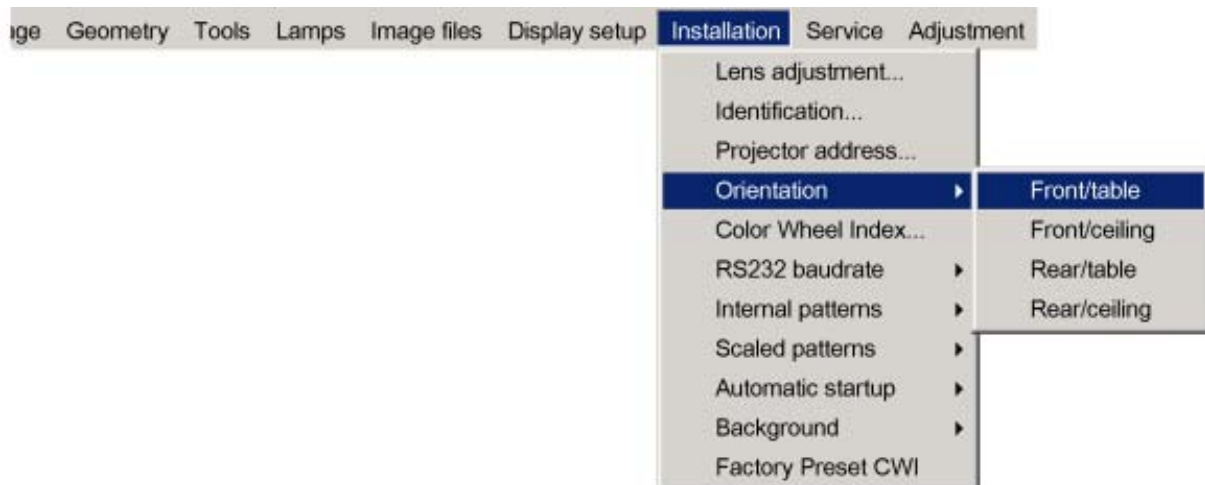 Geometry Tools Lamps Image files Display setup Installation Service Adjustment
Lens adjustment...
Identification...
Projector address...
Orientation Front/table
Color Wheel Index... Front/ceiling
RS232 baudrate Rear/table
Internal patterns Rear/ceiling
Scaled patterns
Automatic startup
Background
Factory Preset CWI